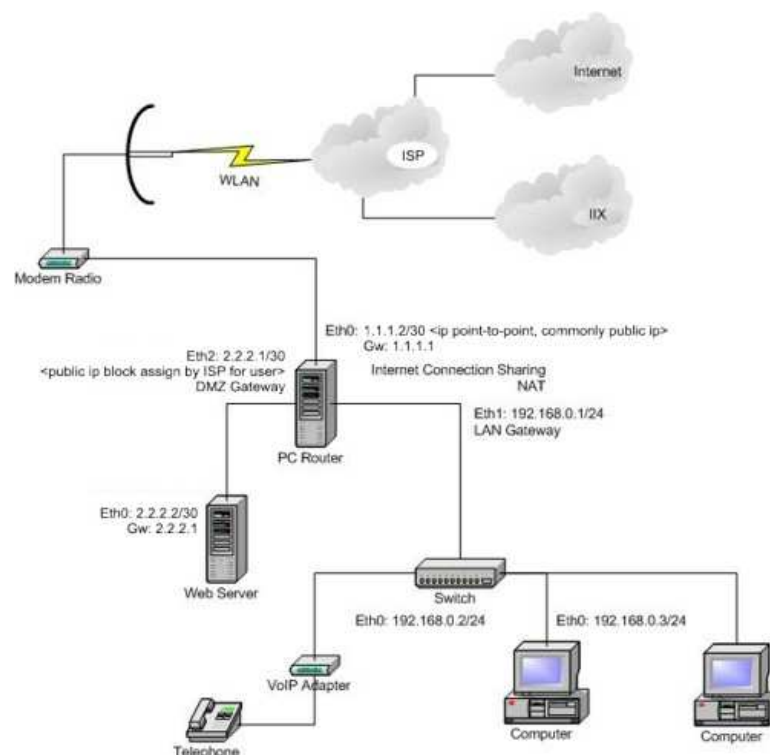 Internet
ISP
WLAN
IIX
Modem Radio
Eth0: 1.1.1.2/30 <ip point-to-point, commonly public ip>
Gw: 1.1.1.1
Eth2: 2.2.2.1/30
<public ip block assign by ISP for user>
DMZ Gateway
Internet Connection Sharing
NAT
Eth1: 192.168.0.1/24
LAN Gateway
PC Router
Eth0: 2.2.2.2/30
Gw: 2.2.2.1
Web Server
Switch
Eth0: 192.168.0.2/24
Eth0: 192.168.0.3/24
VoIP Adapter
Telephone
Computer
Computer